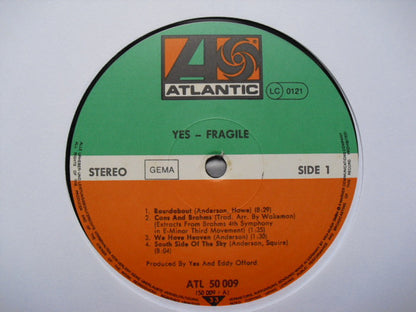 ATLANTIC
LC 0121
YES – FRAGILE
STEREO
GEMA
SIDE 1
1. Roundabout (Anderson, Howe) (8:29)
2. Cans And Brahms (Trad. Arr. By Wakeman)
(Extracts From Brahms 4th Symphony
in E-Minor Third Movement) (1.35)
3. We Have Heaven (Anderson) (1.30)
4. South Side Of The Sky (Anderson, Squire)
(8:04)
Produced By Yes And Eddy Offord
ATL 50 009
(50 009 - A)
33